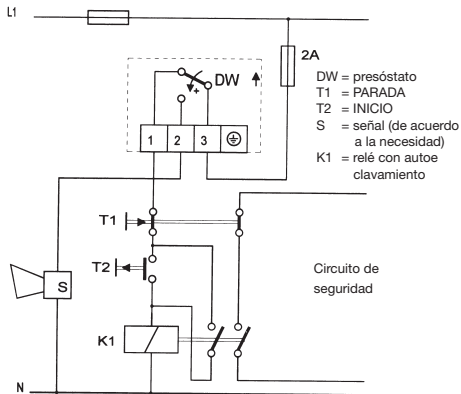 L1
2A
DW
+
1 2 3
DW = presóstato
T1 = PARADA
T2 = INICIO
S = señal (de acuerdo
a la necesidad)
K1 = relé con autoe
clavamiento
T1
T2
Circuito de
seguridad
S
K1
N